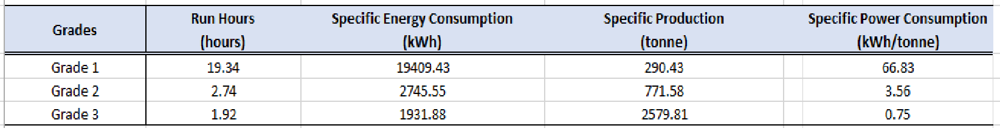 Grades Run Hours (hours) Specific Energy Consumption (kWh) Specific Production (tonne) Specific Power Consumption (kWh/tonne)
Grade 1 19.34 19409.43 290.43 66.83
Grade 2 2.74 2745.55 771.58 3.56
Grade 3 1.92 1931.88 2579.81 0.75